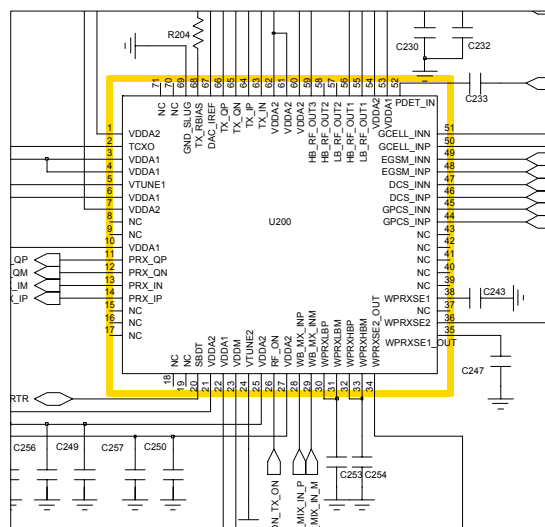 R204
C230
C232
C233
71
70
69
68
67
66
65
64
63
62
61
60
59
58
57
56
55
54
53
52
NC
NC
GND_SLUG
TX_RBIAS
DAC_IREF
TX_QP
TX_QN
TX_IP
TX_IN
VDDA2
VDDA2
VDDA2
HB_RF_OUT3
HB_RF_OUT2
LB_RF_OUT2
HB_RF_OUT1
LB_RF_OUT1
VDDA2
VDDA1
PDET_IN
1 VDDA2
2 TCXO
3 VDDA1
4 VDDA1
5 VTUNE1
6 VDDA1
7 VDDA2
8 NC
9 NC
10 VDDA1
_QP 11 PRX_QP
_QM 12 PRX_QN
_IM 13 PRX_IN
_IP 14 PRX_IP
15 NC
16 NC
17 NC
U200
GCELL_INN 51
GCELL_INP 50
EGSM_INN 49
EGSM_INP 48
DCS_INN 47
DCS_INP 46
GPCS_INN 45
GPCS_INP 44
NC 43
NC 42
NC 41
NC 40
NC 39
WPRXSE1 38
C243
37
WPRXSE2 36
WPRXSE1_OUT 35
C247
NC
NC
SBDT
VDDA2
VDDA1
VDDM
VTUNE2
VDDA2
RF_ON
VDDA2
WB_MX_INP
WB_MX_INM
WPRXLBP
WPRXLBM
WPRXHBP
WPRXHBM
WPRXSE2_OUT
18
19
20
21
22
23
24
25
26
27
28
29
30
31
32
33
34
RTR
C256
C249
C257
C250
C253
C254
ON_TX_ON
_MIX_IN_P
_MIX_IN_M